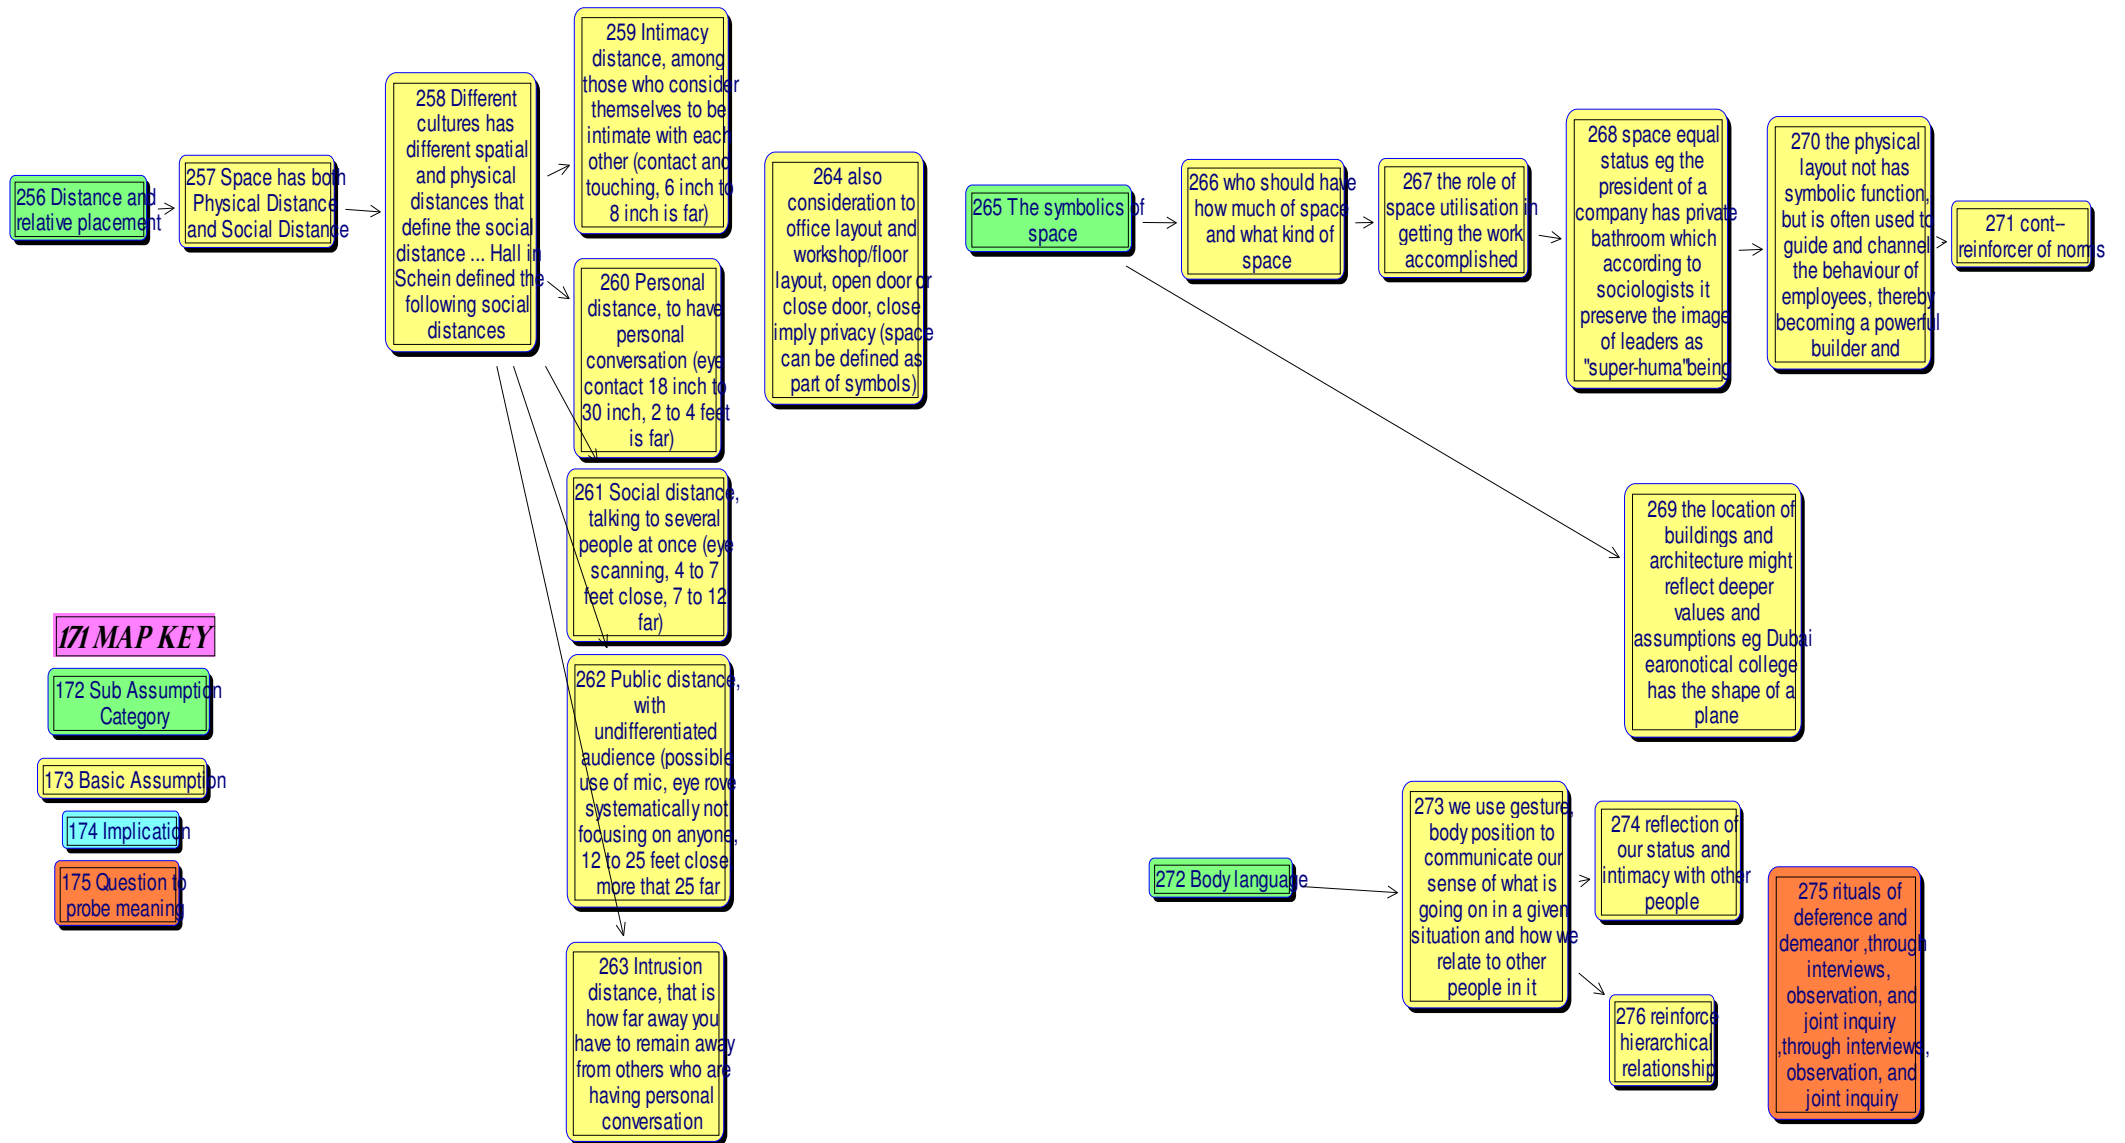 256 Distance and
relative placement
257 Space has both
Physical Distance
and Social Distance
258 Different
cultures has
different spatial
and physical
distances that
define the social
distance ... Hall in
Schein defined the
following social
distances
259 Intimacy
distance, among
those who consider
themselves to be
intimate with each
other (contact and
touching, 6 inch to
8 inch is far)
260 Personal
distance, to have
personal
conversation (eye
contact 18 inch to
30 inch, 2 to 4 feet
is far)
261 Social distance,
talking to several
people at once (eye
scanning, 4 to 7
feet close, 7 to 12
far)
262 Public distance,
with
undifferentiated
audience (possible
use of mic, eye rove
systematically not
focusing on anyone,
12 to 25 feet close
more that 25 far
263 Intrusion
distance, that is
how far away you
have to remain away
from others who are
having personal
conversation
264 also
consideration to
office layout and
workshop/floor
layout, open door or
close door, close
imply privacy (space
can be defined as
part of symbols)
265 The symbolics of
space
266 who should have
how much of space
and what kind of
space
267 the role of
space utilisation in
getting the work
accomplished
268 space equal
status eg the
president of a
company has private
bathroom which
according to
sociologists it
preserve the image
of leaders as
"super-huma"being
270 the physical
layout not has
symbolic function,
but is often used to
guide and channel
the behaviour of
employees, thereby
becoming a powerful
builder and
271 cont--
reinforcer of norms
269 the location of
buildings and
architecture might
reflect deeper
values and
assumptions eg Dubai
earonotical college
has the shape of a
plane
272 Body language
273 we use gesture,
body position to
communicate our
sense of what is
going on in a given
situation and how we
relate to other
people in it
274 reflection of
our status and
intimacy with other
people
276 reinforce
hierarchical
relationship
275 rituals of
deference and
demeanor ,through
interviews,
observation, and
joint inquiry
,through interviews,
observation, and
joint inquiry
171 MAP KEY
172 Sub Assumption
Category
173 Basic Assumption
174 Implication
175 Question to
probe meaning